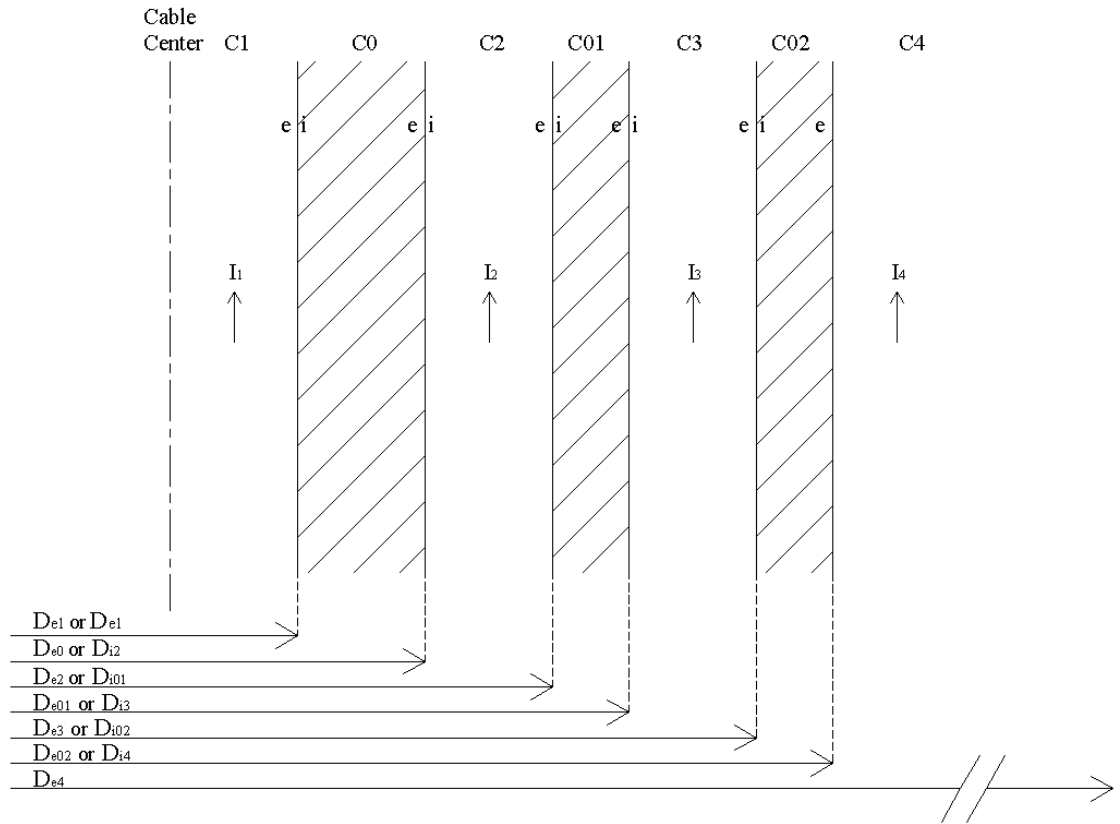 Cable
Center C1 C0 C2 C01 C3 C02 C4
e i e i e i e i e i e
I1 I2 I3 I4
De1 or De1
De0 or Di2
De2 or Di01
De01 or Di3
De3 or Di02
De02 or Di4
De4